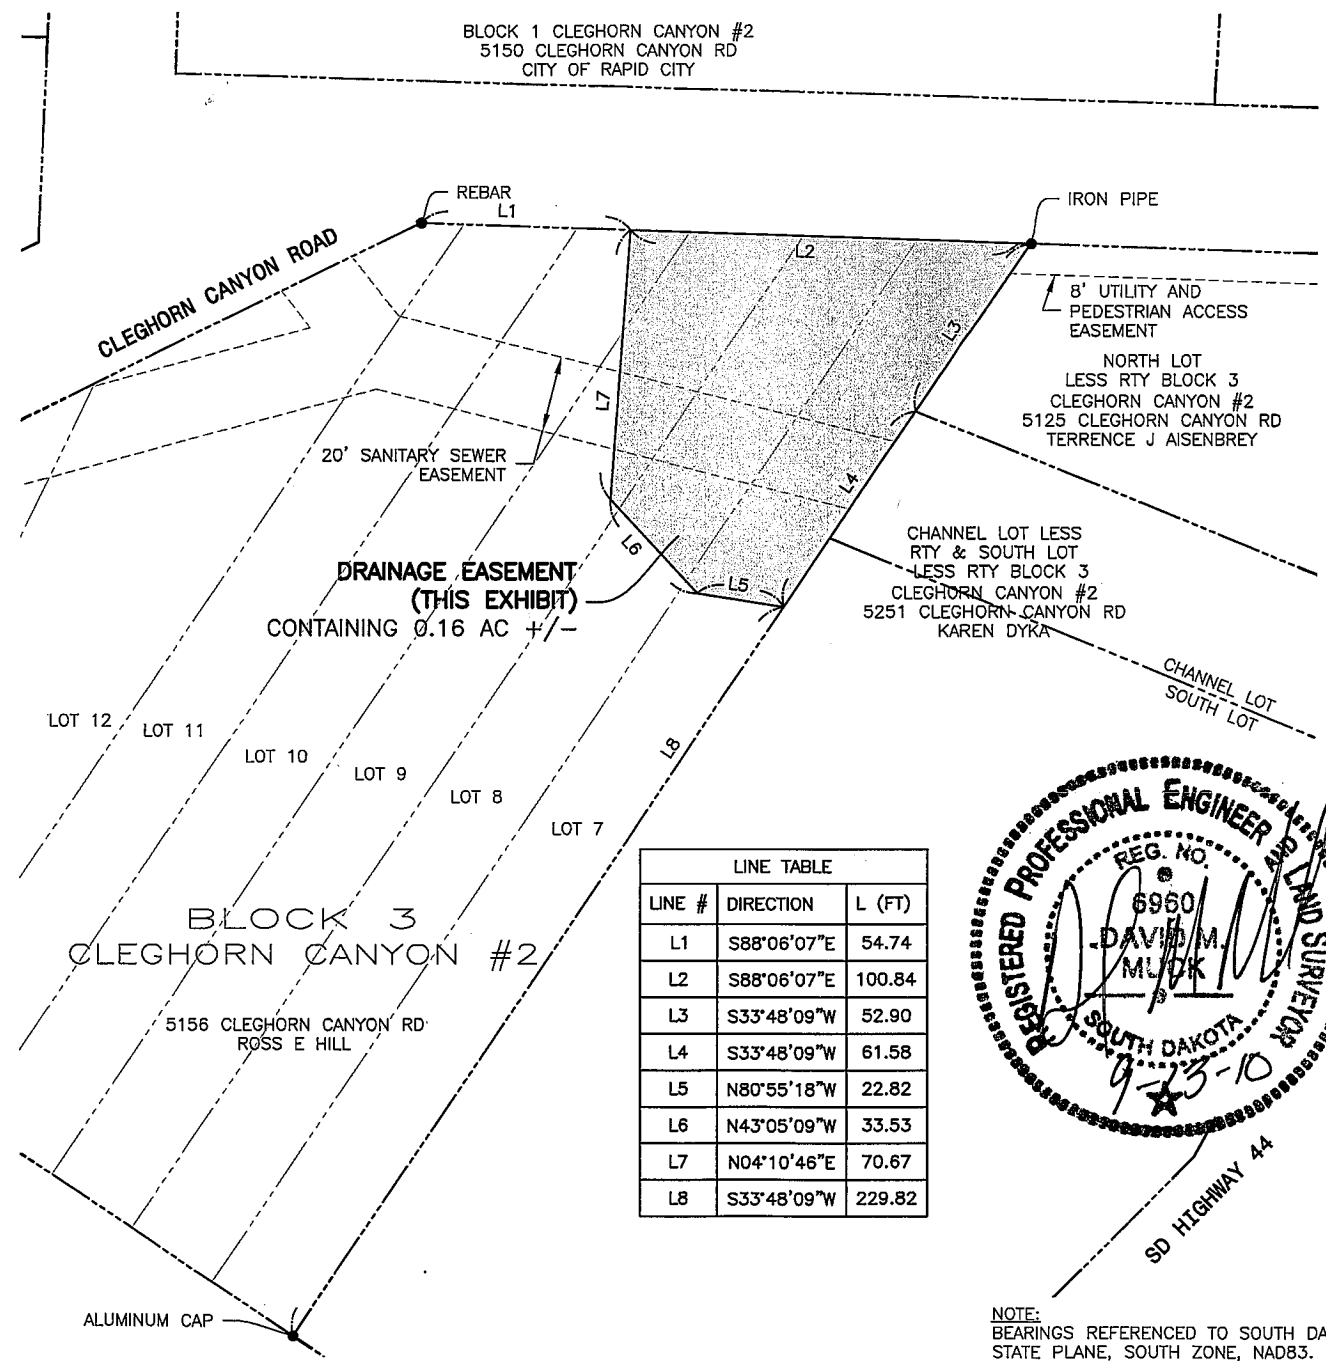 BLOCK 1 CLEGHORN CANYON #2
5150 CLEGHORN CANYON RD
CITY OF RAPID CITY
REBAR
L1
IRON PIPE
CLEGHORN CANYON ROAD
L2
8' UTILITY AND
PEDESTRIAN ACCESS
EASEMENT
L3
NORTH LOT
LESS RTY BLOCK 3
CLEGHORN CANYON #2
5125 CLEGHORN CANYON RD
TERRENCE J AISENBREY
L7
20' SANITARY SEWER
EASEMENT
L4
L6
CHANNEL LOT LESS
RTY & SOUTH LOT
LESS RTY BLOCK 3
CLEGHORN CANYON #2
5251 CLEGHORN CANYON RD
KAREN DYKA
DRAINAGE EASEMENT
(THIS EXHIBIT)
CONTAINING 0.16 AC +/-
L5
CHANNEL LOT
SOUTH LOT
LOT 12
LOT 11
LOT 10
LOT 9
LOT 8
LOT 7
L8
BLOCK 3
CLEGHORN CANYON #2
5156 CLEGHORN CANYON RD
ROSS E HILL
LINE TABLE
LINE # DIRECTION L (FT)
L1 S88°06'07"E 54.74
L2 S88°06'07"E 100.84
L3 S33°48'09"W 52.90
L4 S33°48'09"W 61.58
L5 N80°55'18"W 22.82
L6 N43°05'09"W 33.53
L7 N04°10'46"E 70.67
L8 S33°48'09"W 229.82
REGISTERED PROFESSIONAL ENGINEER AND LAND SURVEYOR
REG. NO.
6960
DAVID M.
MUCK
SOUTH DAKOTA
9-13-10
SD HIGHWAY 44
ALUMINUM CAP
NOTE:
BEARINGS REFERENCED TO SOUTH DA
STATE PLANE, SOUTH ZONE, NAD83.